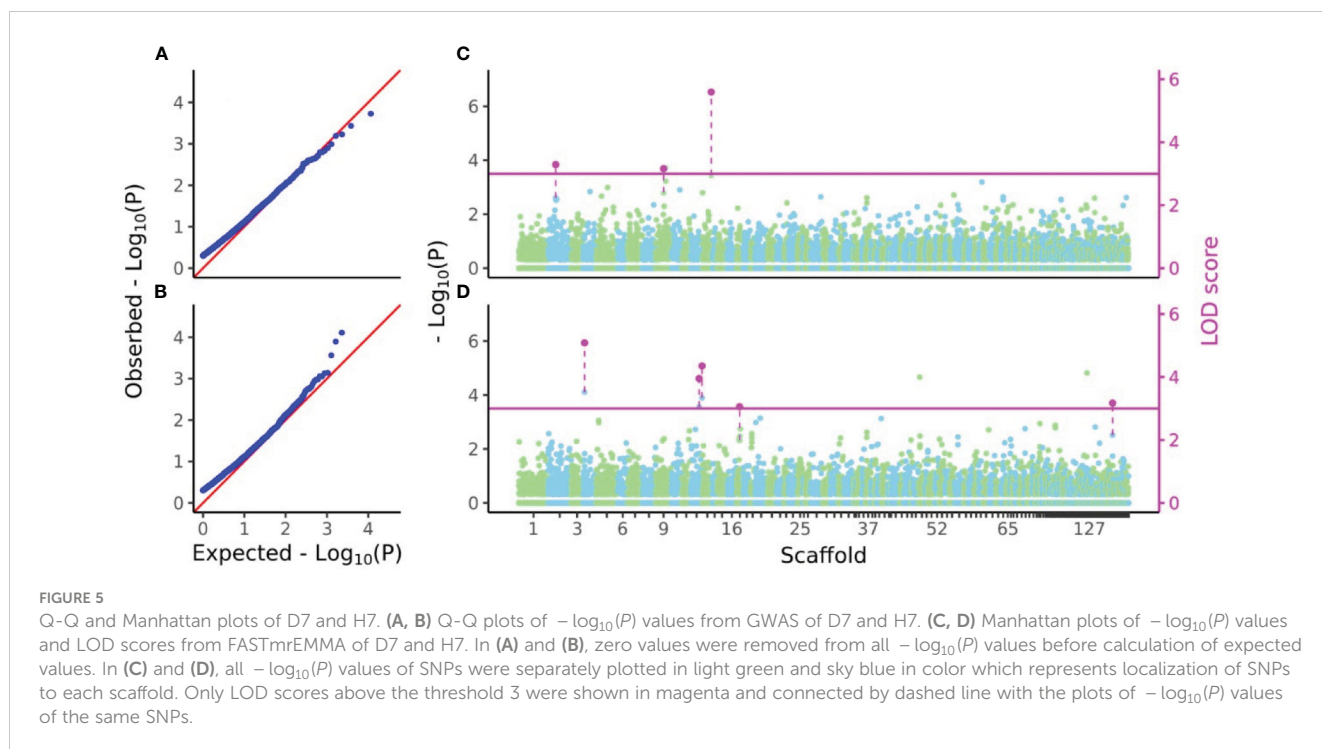 A
C
Obserbed - Log10(P)
4
3
2
1
0
- Log10(P)
6
4
2
0
6
4
2
0
LOD score
B
D
4
3
2
1
0
0 1 2 3 4
Expected - Log10(P)
6
4
2
0
6
4
2
0
1 3 6 9 16 25 37 52 65 127
Scaffold
FIGURE 5
Q-Q and Manhattan plots of D7 and H7. (A, B) Q-Q plots of − log10(P) values from GWAS of D7 and H7. (C, D) Manhattan plots of − log10(P) values
and LOD scores from FASTmrEMMA of D7 and H7. In (A) and (B), zero values were removed from all − log10(P) values before calculation of expected
values. In (C) and (D), all − log10(P) values of SNPs were separately plotted in light green and sky blue in color which represents localization of SNPs
to each scaffold. Only LOD scores above the threshold 3 were shown in magenta and connected by dashed line with the plots of − log10(P) values
of the same SNPs.